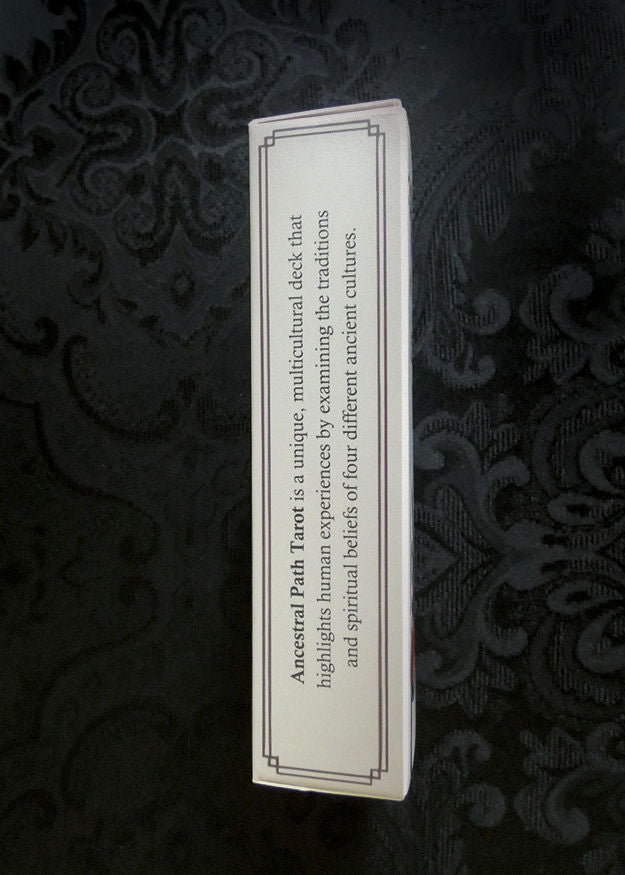 Ancestral Path Tarot is a unique, multicultural deck that
highlights human experiences by examining the traditions
and spiritual beliefs of four different ancient cultures.